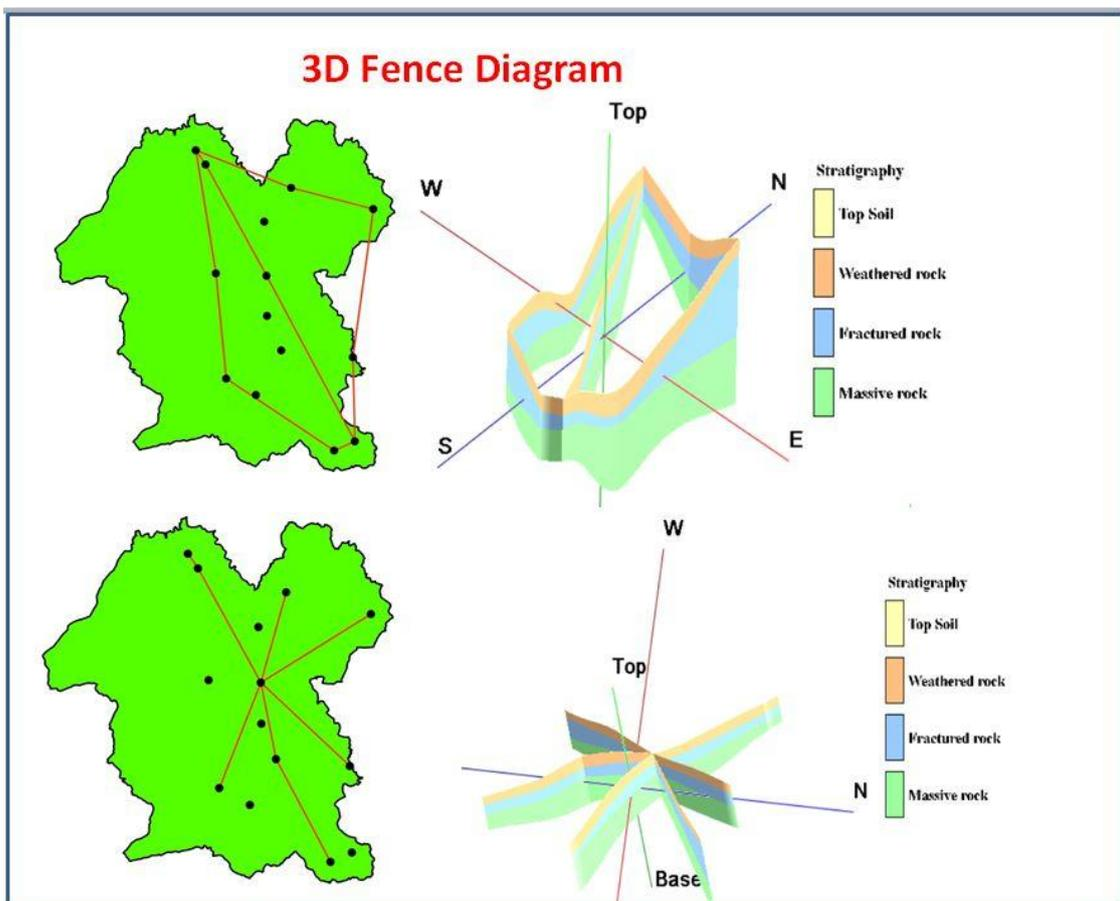 3D Fence Diagram
Top
W
N
S
E
Stratigraphy
Top Soil
Weathered rock
Fractured rock
Massive rock
W
Top
N
Base
Stratigraphy
Top Soil
Weathered rock
Fractured rock
Massive rock